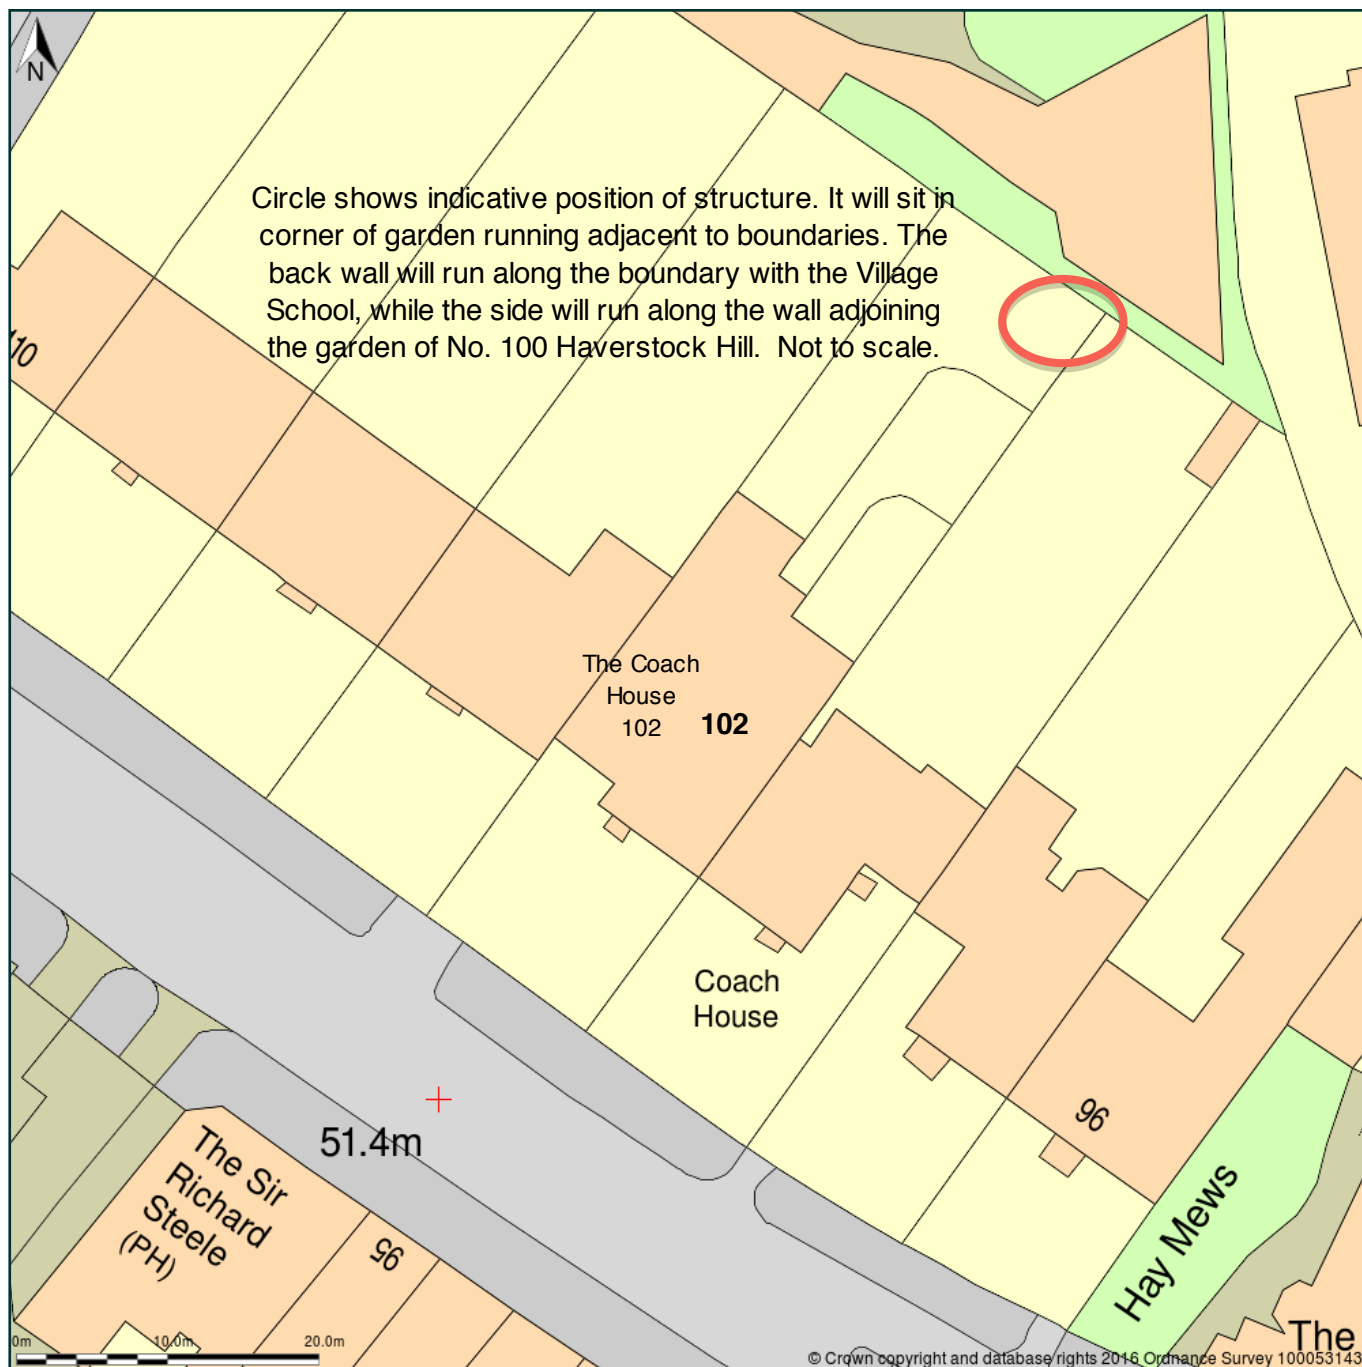 N
Circle shows indicative position of structure. It will sit in
corner of garden running adjacent to boundaries. The
back wall will run along the boundary with the Village
School, while the side will run along the wall adjoining
the garden of No. 100 Haverstock Hill.  Not to scale.
110
The Coach
House
102
102
Coach
House
51.4m
96
The Sir
Richard
Steele
(PH)
95
Hay Mews
The
0m 10.0m 20.0m
© Crown copyright and database rights 2016 Ordnance Survey 100053143